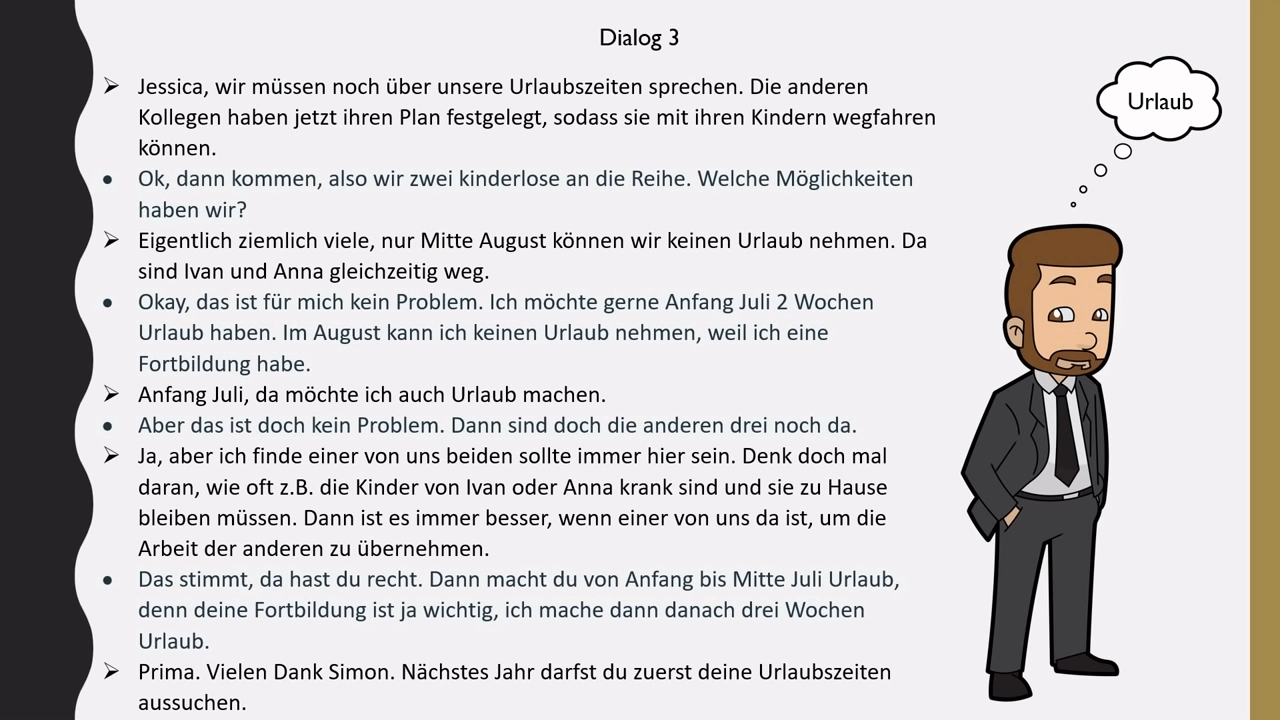 Dialog 3
Urlaub
➢ Jessica, wir müssen noch über unsere Urlaubszeiten sprechen. Die anderen
Kollegen haben jetzt ihren Plan festgelegt, sodass sie mit ihren Kindern wegfahren
können.
• Ok, dann kommen, also wir zwei kinderlose an die Reihe. Welche Möglichkeiten
haben wir?
➢ Eigentlich ziemlich viele, nur Mitte August können wir keinen Urlaub nehmen. Da
sind Ivan und Anna gleichzeitig weg.
• Okay, das ist für mich kein Problem. Ich möchte gerne Anfang Juli 2 Wochen
Urlaub haben. Im August kann ich keinen Urlaub nehmen, weil ich eine
Fortbildung habe.
➢ Anfang Juli, da möchte ich auch Urlaub machen.
• Aber das ist doch kein Problem. Dann sind doch die anderen drei noch da.
➢ Ja, aber ich finde einer von uns beiden sollte immer hier sein. Denk doch mal
daran, wie oft z.B. die Kinder von Ivan oder Anna krank sind und sie zu Hause
bleiben müssen. Dann ist es immer besser, wenn einer von uns da ist, um die
Arbeit der anderen zu übernehmen.
• Das stimmt, da hast du recht. Dann macht du von Anfang bis Mitte Juli Urlaub,
denn deine Fortbildung ist ja wichtig, ich mache dann danach drei Wochen
Urlaub.
➢ Prima. Vielen Dank Simon. Nächstes Jahr darfst du zuerst deine Urlaubszeiten
aussuchen.